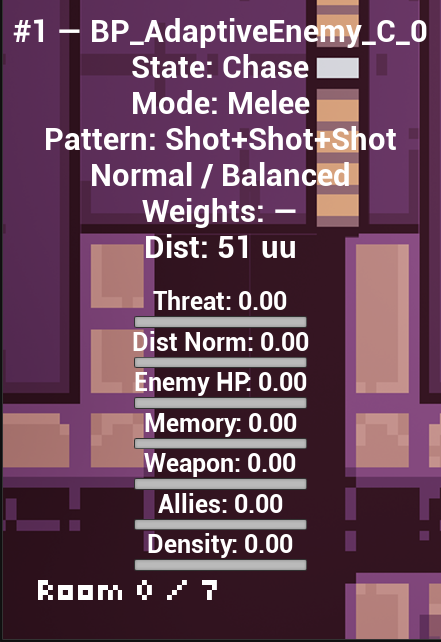 #1 — BP_AdaptiveEnemy_C_0
State: Chase
Mode: Melee
Pattern: Shot+Shot+Shot
Normal / Balanced
Weights: —
Dist: 51 uu
Threat: 0.00
Dist Norm: 0.00
Enemy HP: 0.00
Memory: 0.00
Weapon: 0.00
Allies: 0.00
Density: 0.00
Room 0 / 7